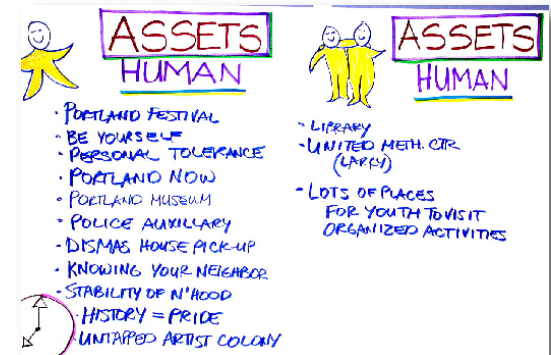 ASSETS
HUMAN
· PORTLAND FESTIVAL
· BE YOURSELF
· PERSONAL TOLERANCE
· PORTLAND NOW
· PORTLAND MUSEUM
· POLICE AUXILLARY
· DISMAS HOUSE PICK-UP
· KNOWING YOUR NEIGHBOR
· STABILITY OF N'HOOD
· HISTORY = PRIDE
· UNTAPPED ARTIST COLONY
ASSETS
HUMAN
· LIBRARY
· UNITED METH. CTR
(LARCY)
· LOTS OF PLACES
FOR YOUTH TO VISIT
ORGANIZED ACTIVITIES